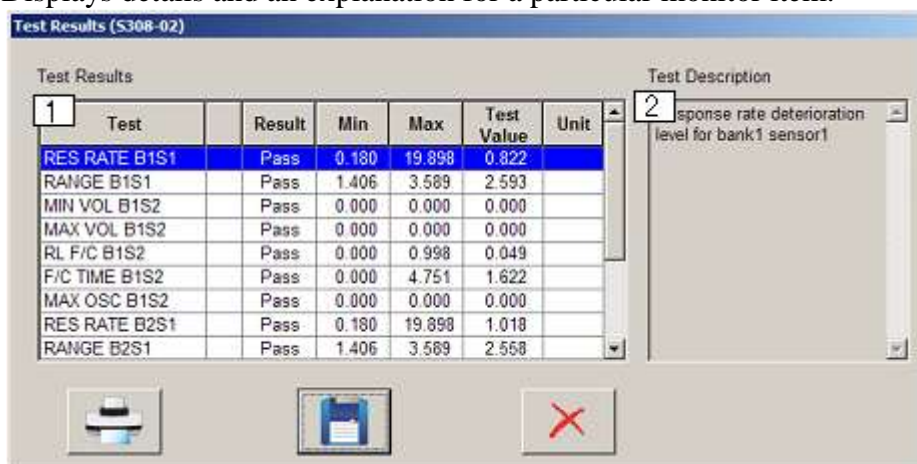 Displays details and an explanation for a particular monitor item.
Test Results (S308-02)
Test Results
Test Description
1 Test Result Min Max Test Value Unit
RES RATE B1S1 Pass 0.180 19.898 0.822
RANGE B1S1 Pass 1.406 3.589 2.593
MIN VOL B1S2 Pass 0.000 0.000 0.000
MAX VOL B1S2 Pass 0.000 0.000 0.000
RL F/C B1S2 Pass 0.000 0.998 0.049
F/C TIME B1S2 Pass 0.000 4.751 1.622
MAX OSC B1S2 Pass 0.000 0.000 0.000
RES RATE B2S1 Pass 0.180 19.898 1.018
RANGE B2S1 Pass 1.406 3.589 2.558
2 sponse rate deterioration
level for bank1 sensor1